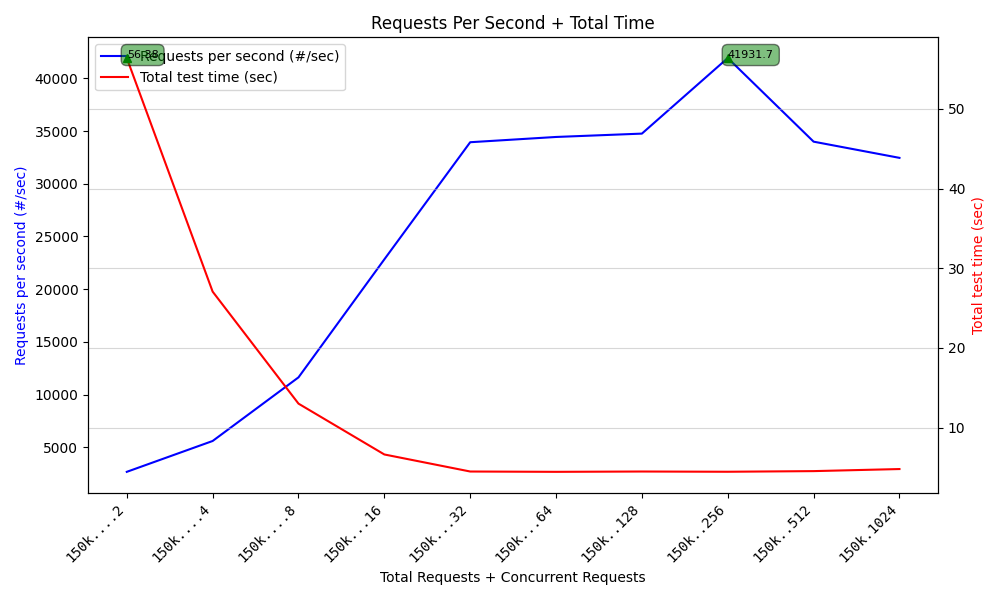 Requests Per Second + Total Time
56.38
Requests per second (#/sec)
Total test time (sec)
41931.7
40000
35000
30000
25000
20000
15000
10000
5000
Requests per second (#/sec)
50
40
30
20
10
Total test time (sec)
150k....2
150k....4
150k....8
150k...16
150k...32
150k...64
150k..128
150k..256
150k..512
150k.1024
Total Requests + Concurrent Requests